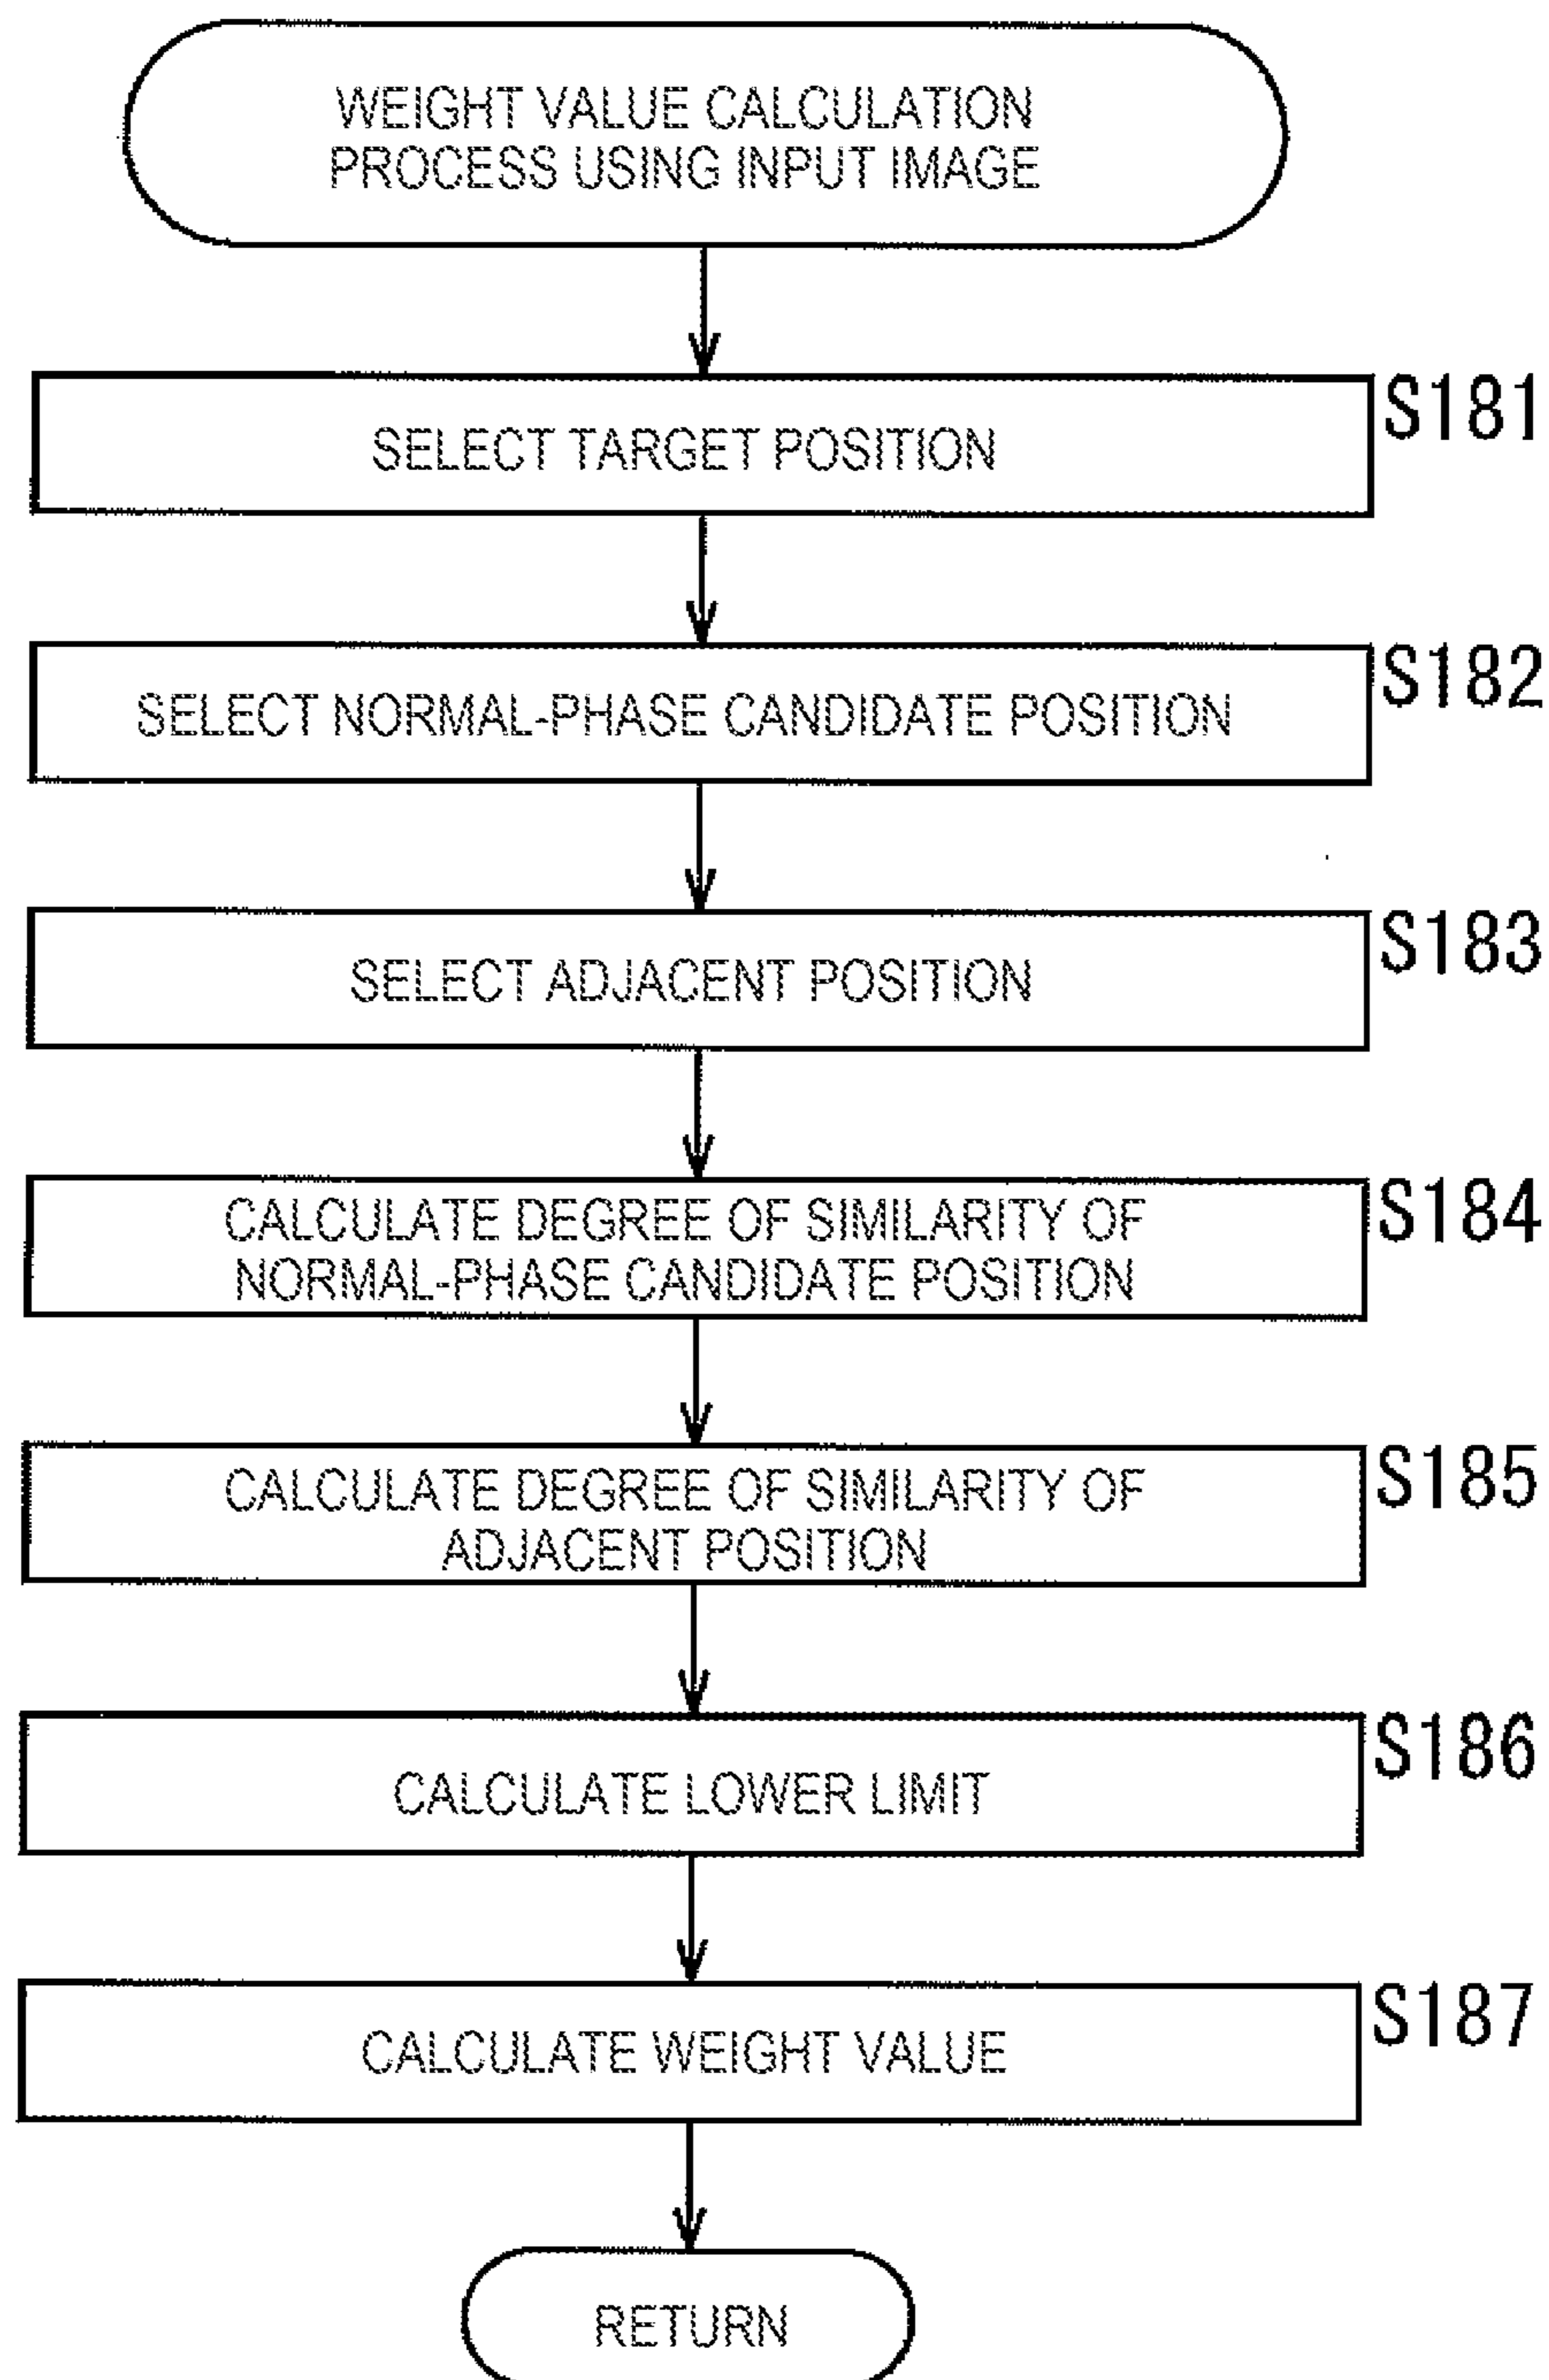 WEIGHT VALUE CALCULATION
PROCESS USING INPUT IMAGE
S181
SELECT TARGET POSITION
S182
SELECT NORMAL-PHASE CANDIDATE POSITION
S183
SELECT ADJACENT POSITION
S184
CALCULATE DEGREE OF SIMILARITY OF
NORMAL-PHASE CANDIDATE POSITION
S185
CALCULATE DEGREE OF SIMILARITY OF
ADJACENT POSITION
S186
CALCULATE LOWER LIMIT
S187
CALCULATE WEIGHT VALUE
RETURN